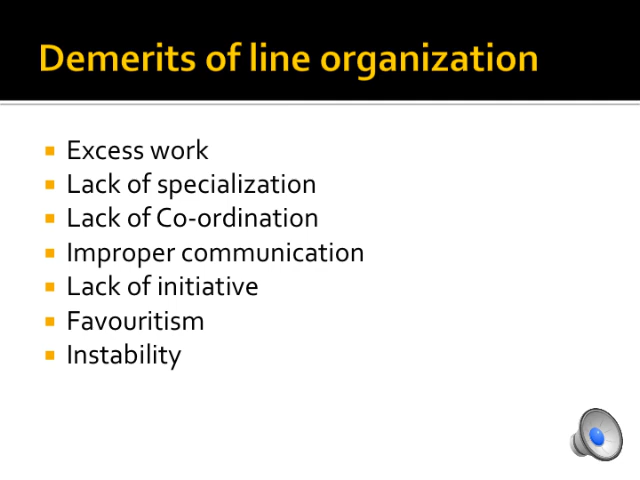 Demerits of line organization
Excess work
Lack of specialization
Lack of Co-ordination
Improper communication
Lack of initiative
Favouritism
Instability